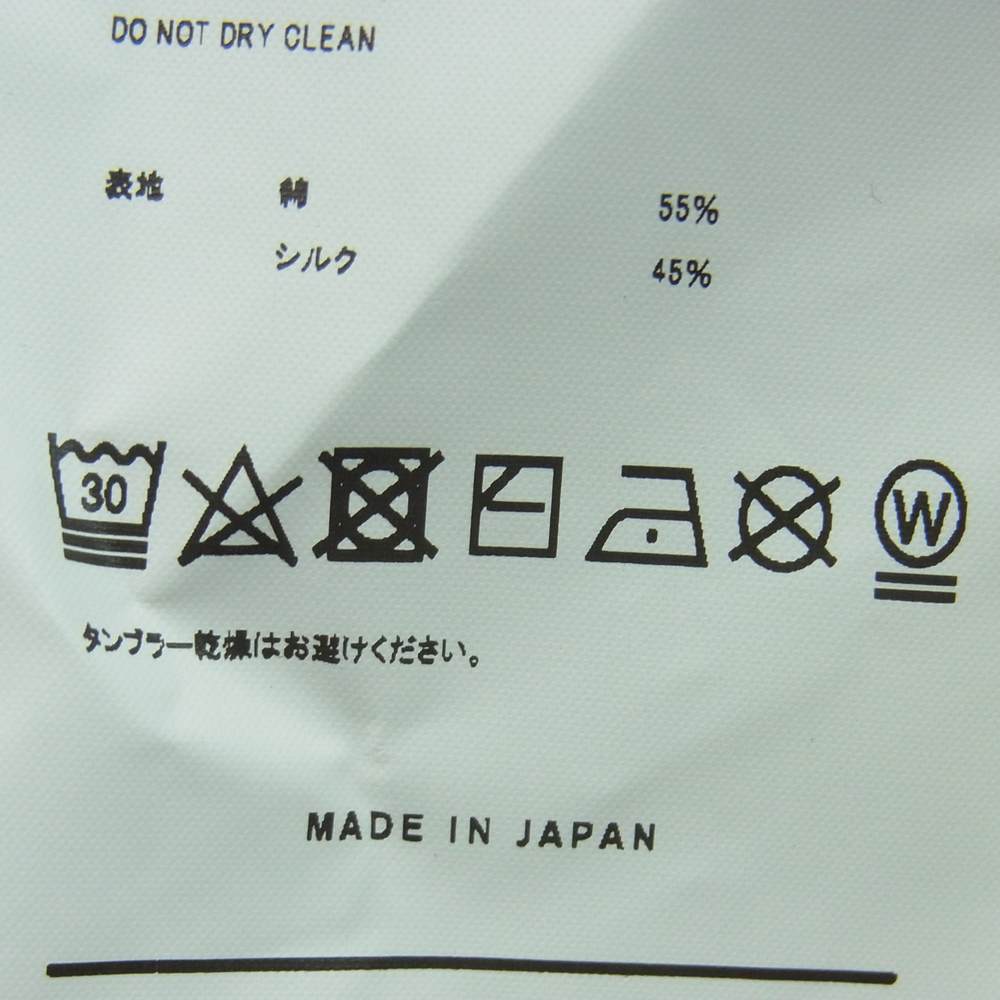 DO NOT DRY CLEAN
表地 綿 55%
シルク 45%
30 W
タンブラー乾燥はお避けください。
MADE IN JAPAN